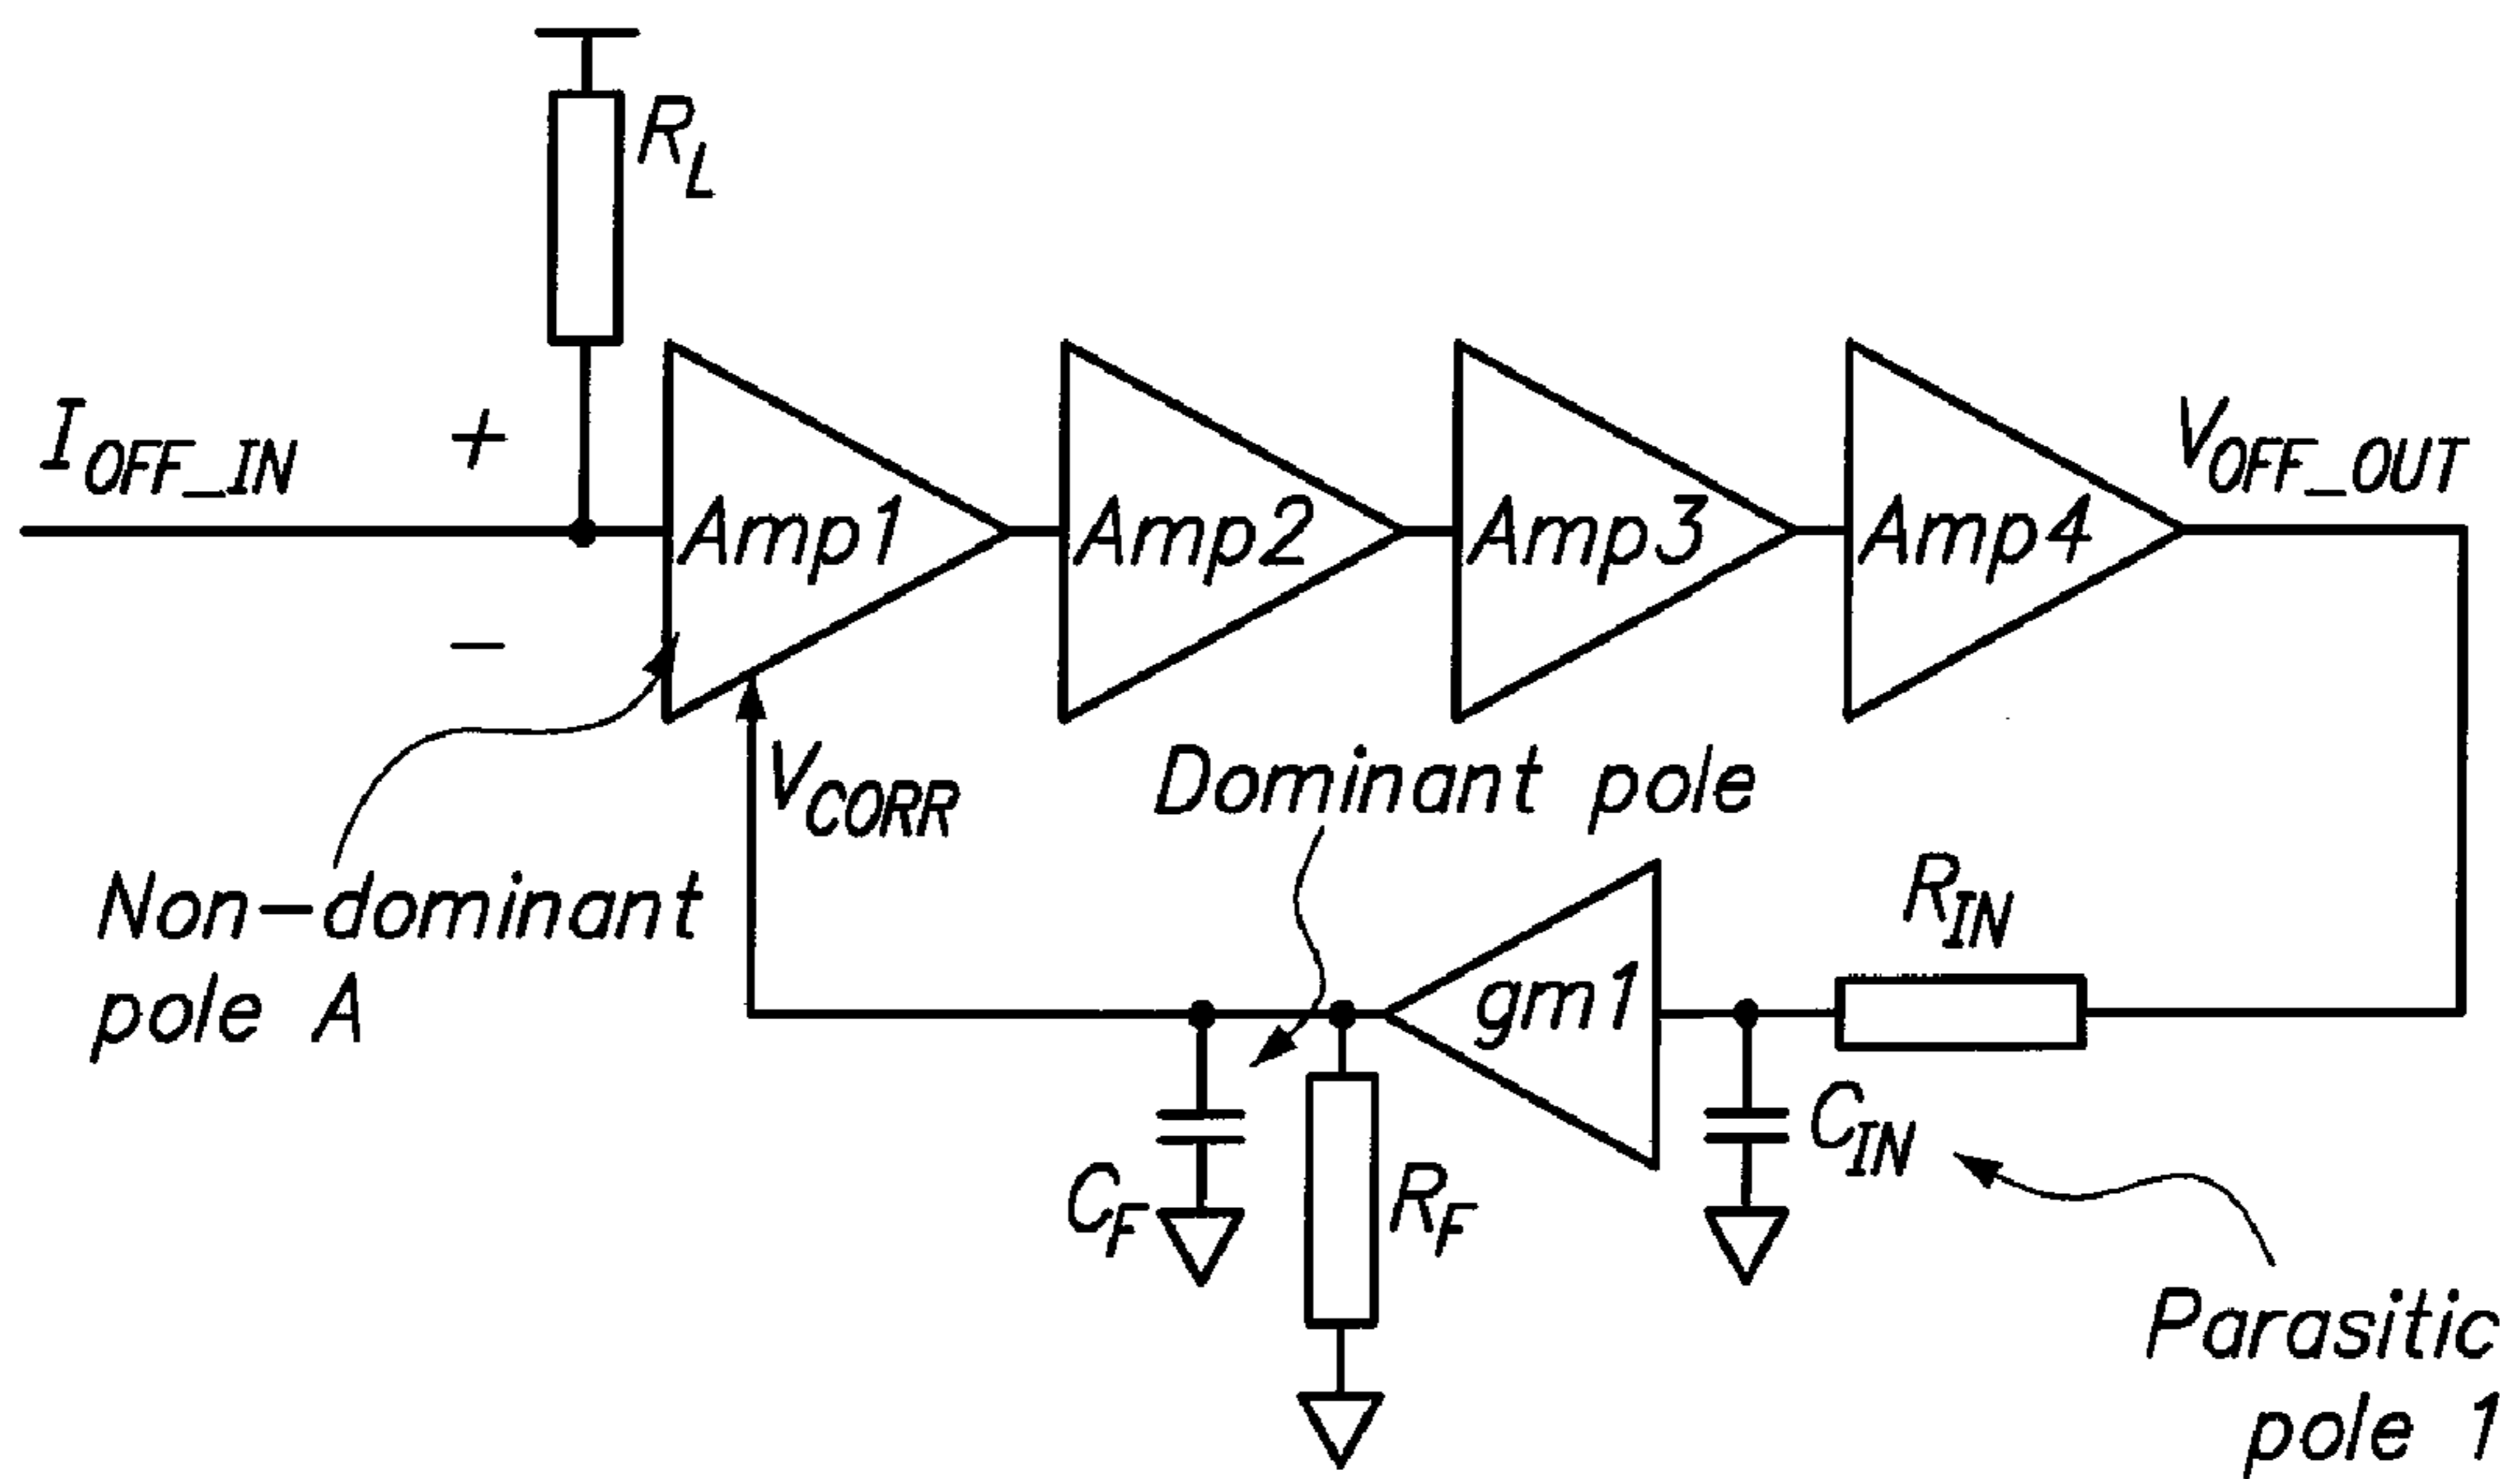 R_L
I_OFF_IN
+
−
Amp1
Amp2
Amp3
Amp4
V_OFF_OUT
V_CORR
Dominant pole
Non-dominant
pole A
gm1
R_IN
C_IN
C_F
R_F
Parasitic
pole 1